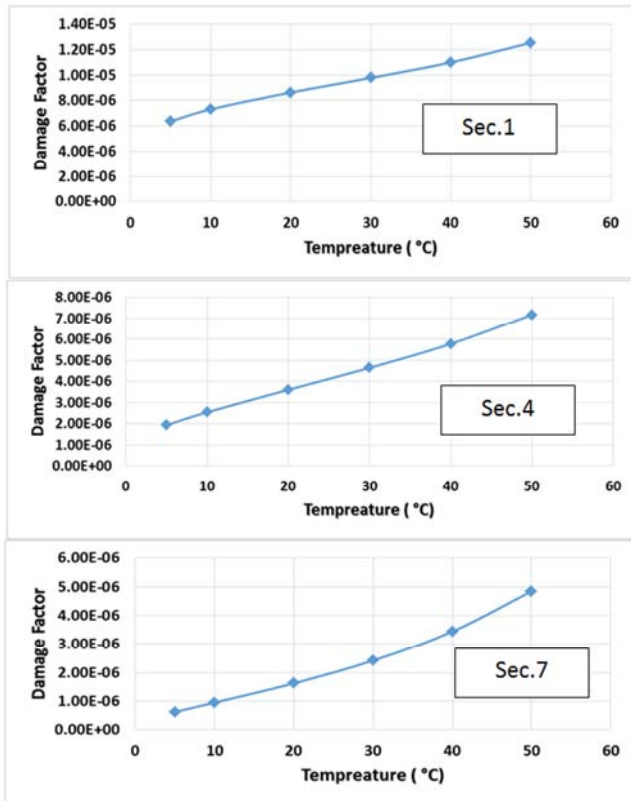 1.40E-05
1.20E-05
1.00E-05
8.00E-06
6.00E-06
4.00E-06
2.00E-06
0.00E+00
Damage Factor
Sec.1
0 10 20 30 40 50 60
Tempreature ( °C)
8.00E-06
7.00E-06
6.00E-06
5.00E-06
4.00E-06
3.00E-06
2.00E-06
1.00E-06
0.00E+00
Damage Factor
Sec.4
0 10 20 30 40 50 60
Tempreature ( °C)
6.00E-06
5.00E-06
4.00E-06
3.00E-06
2.00E-06
1.00E-06
0.00E+00
Damage Factor
Sec.7
0 10 20 30 40 50 60
Tempreature ( °C)